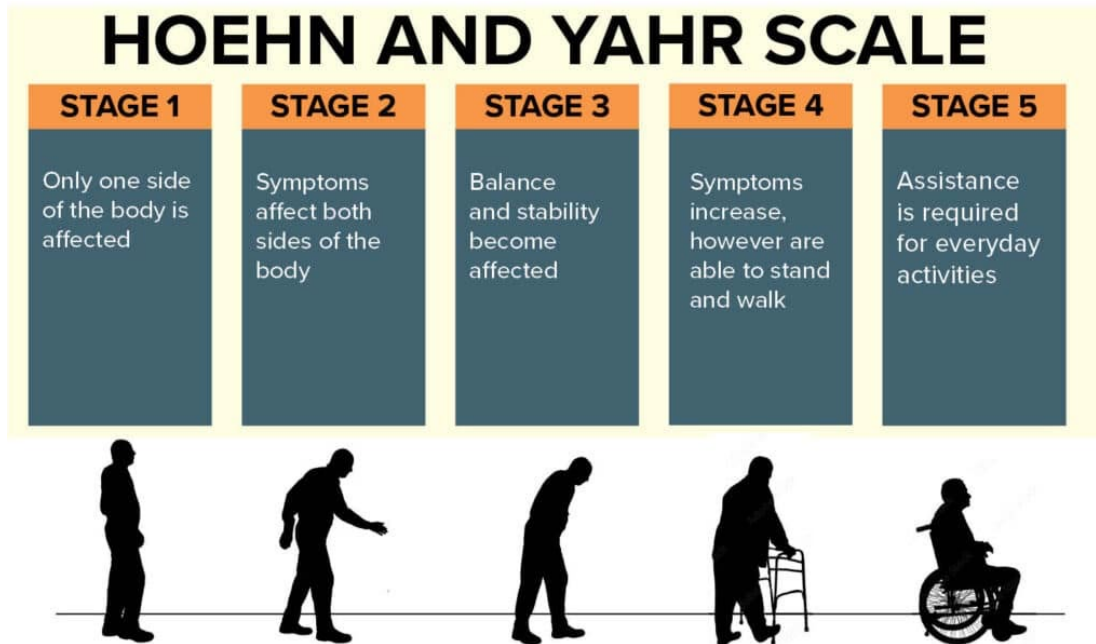 HOEHN AND YAHR SCALE
STAGE 1
Only one side
of the body is
affected
STAGE 2
Symptoms
affect both
sides of the
body
STAGE 3
Balance
and stability
become
affected
STAGE 4
Symptoms
increase,
however are
able to stand
and walk
STAGE 5
Assistance
is required
for everyday
activities